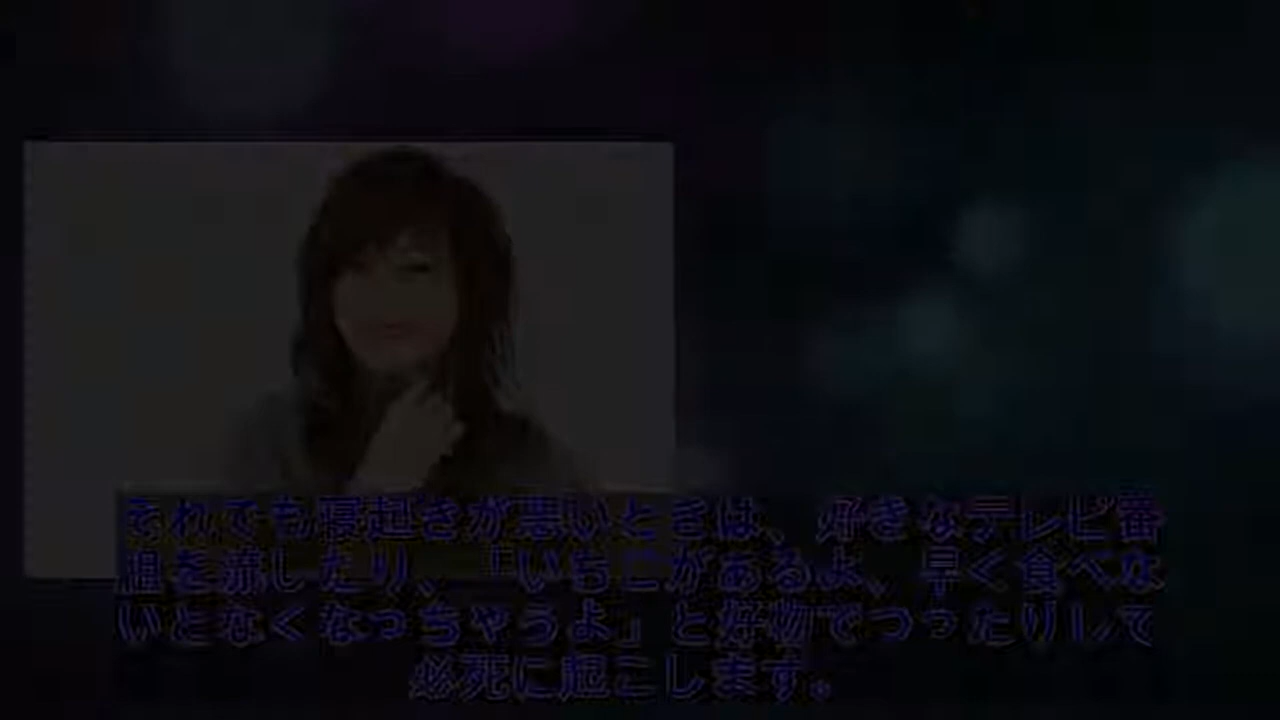 それでも寝起きが悪いときは、好きなテレビ番
組を流したり、「いちごがあるよ、早く食べな
いとなくなっちゃうよ」と好物でつったりして
必死に起こします。